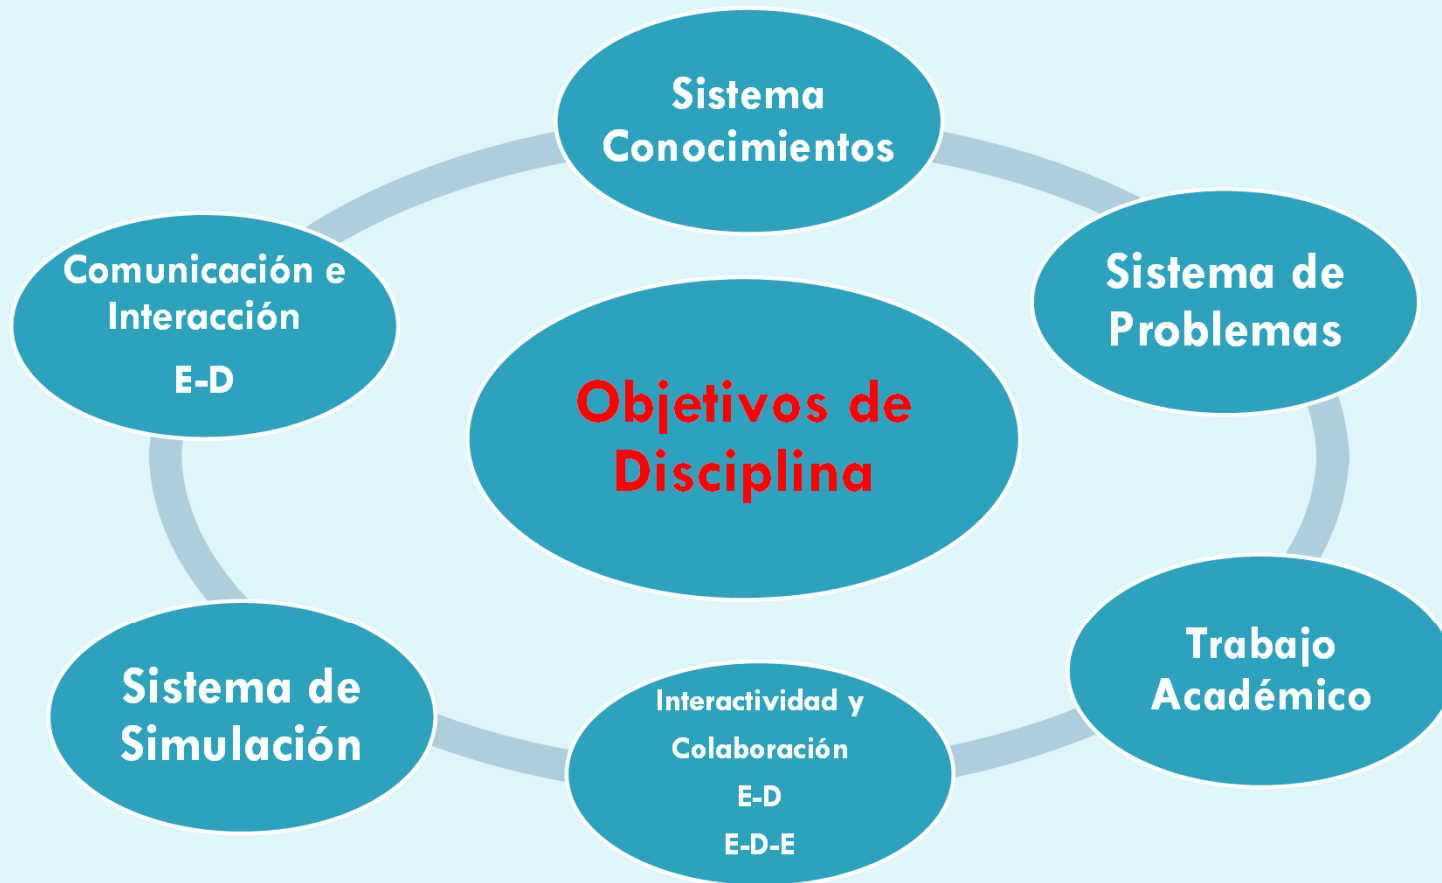 Sistema
Conocimientos
Sistema de
Problemas
Trabajo
Académico
Interactividad y
Colaboración
E-D
E-D-E
Sistema de
Simulación
Comunicación e
Interacción
E-D
Objetivos de
Disciplina